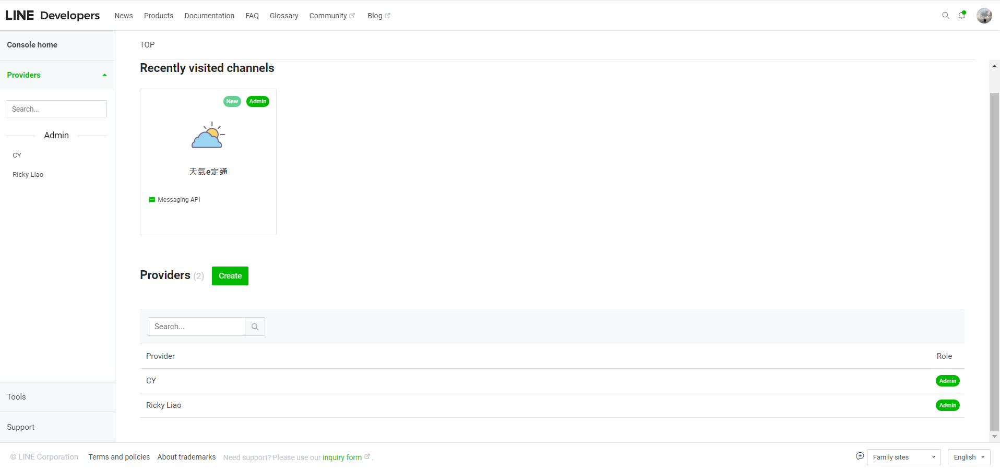 LINE Developers News Products Documentation FAQ Glossary Community Blog
Console home
Providers
Search...
Admin
CY
Ricky Liao
Tools
Support
TOP
Recently visited channels
New Admin
天氣e定通
Messaging API
Providers (2) Create
Search...
Provider Role
CY Admin
Ricky Liao Admin
© LINE Corporation Terms and policies About trademarks Need support? Please use our inquiry form . Family sites English